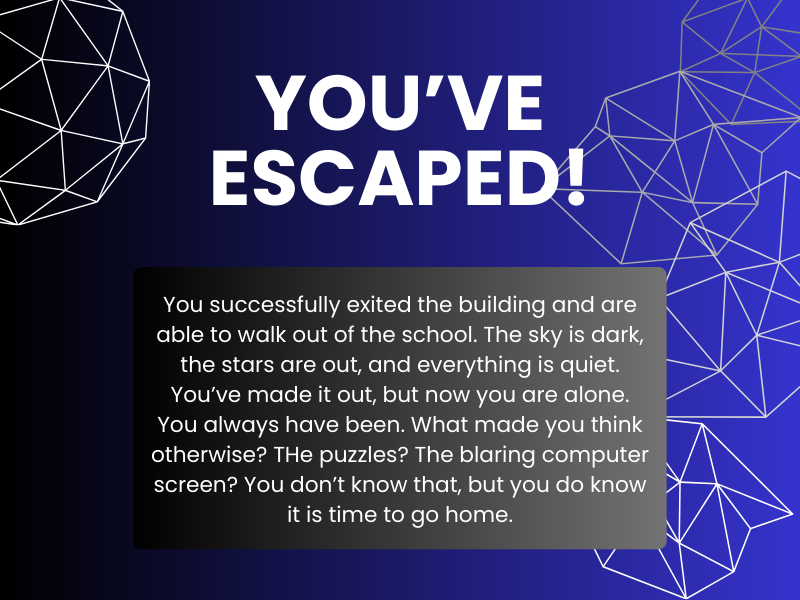 YOU’VE
ESCAPED!
You successfully exited the building and are
able to walk out of the school. The sky is dark,
the stars are out, and everything is quiet.
You’ve made it out, but now you are alone.
You always have been. What made you think
otherwise? THe puzzles? The blaring computer
screen? You don’t know that, but you do know
it is time to go home.